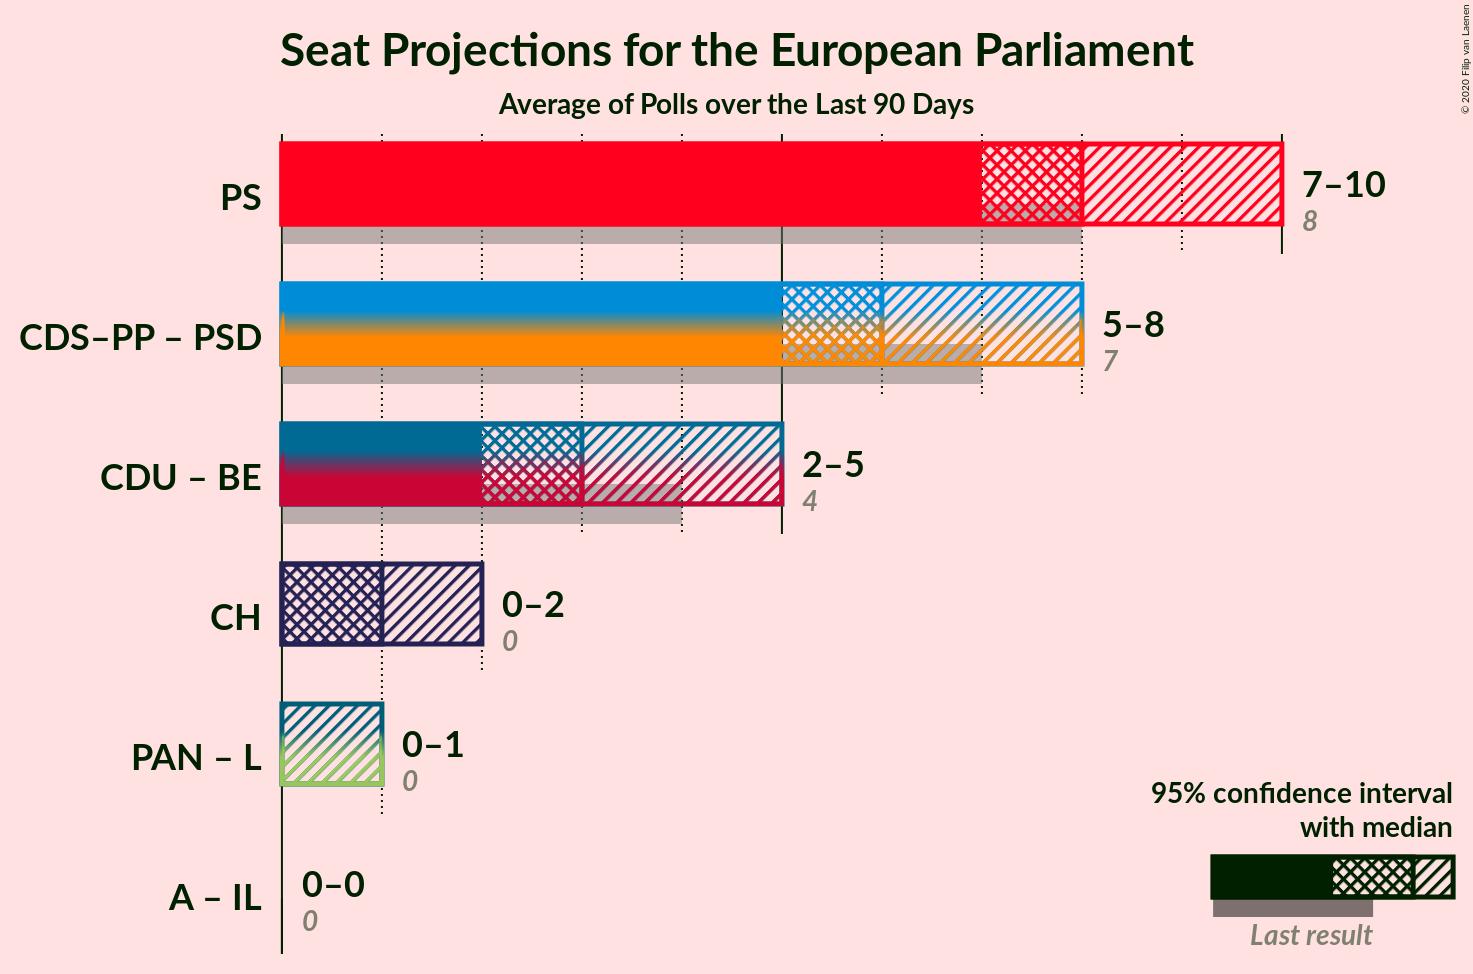 Seat Projections for the European Parliament
Average of Polls over the Last 90 Days
© 2020 Filip van Laenen
PS
7–10
8
CDS–PP – PSD
5–8
7
CDU – BE
2–5
4
CH
0–2
0
PAN – L
0–1
0
A – IL
0–0
0
95% confidence interval
with median
Last result